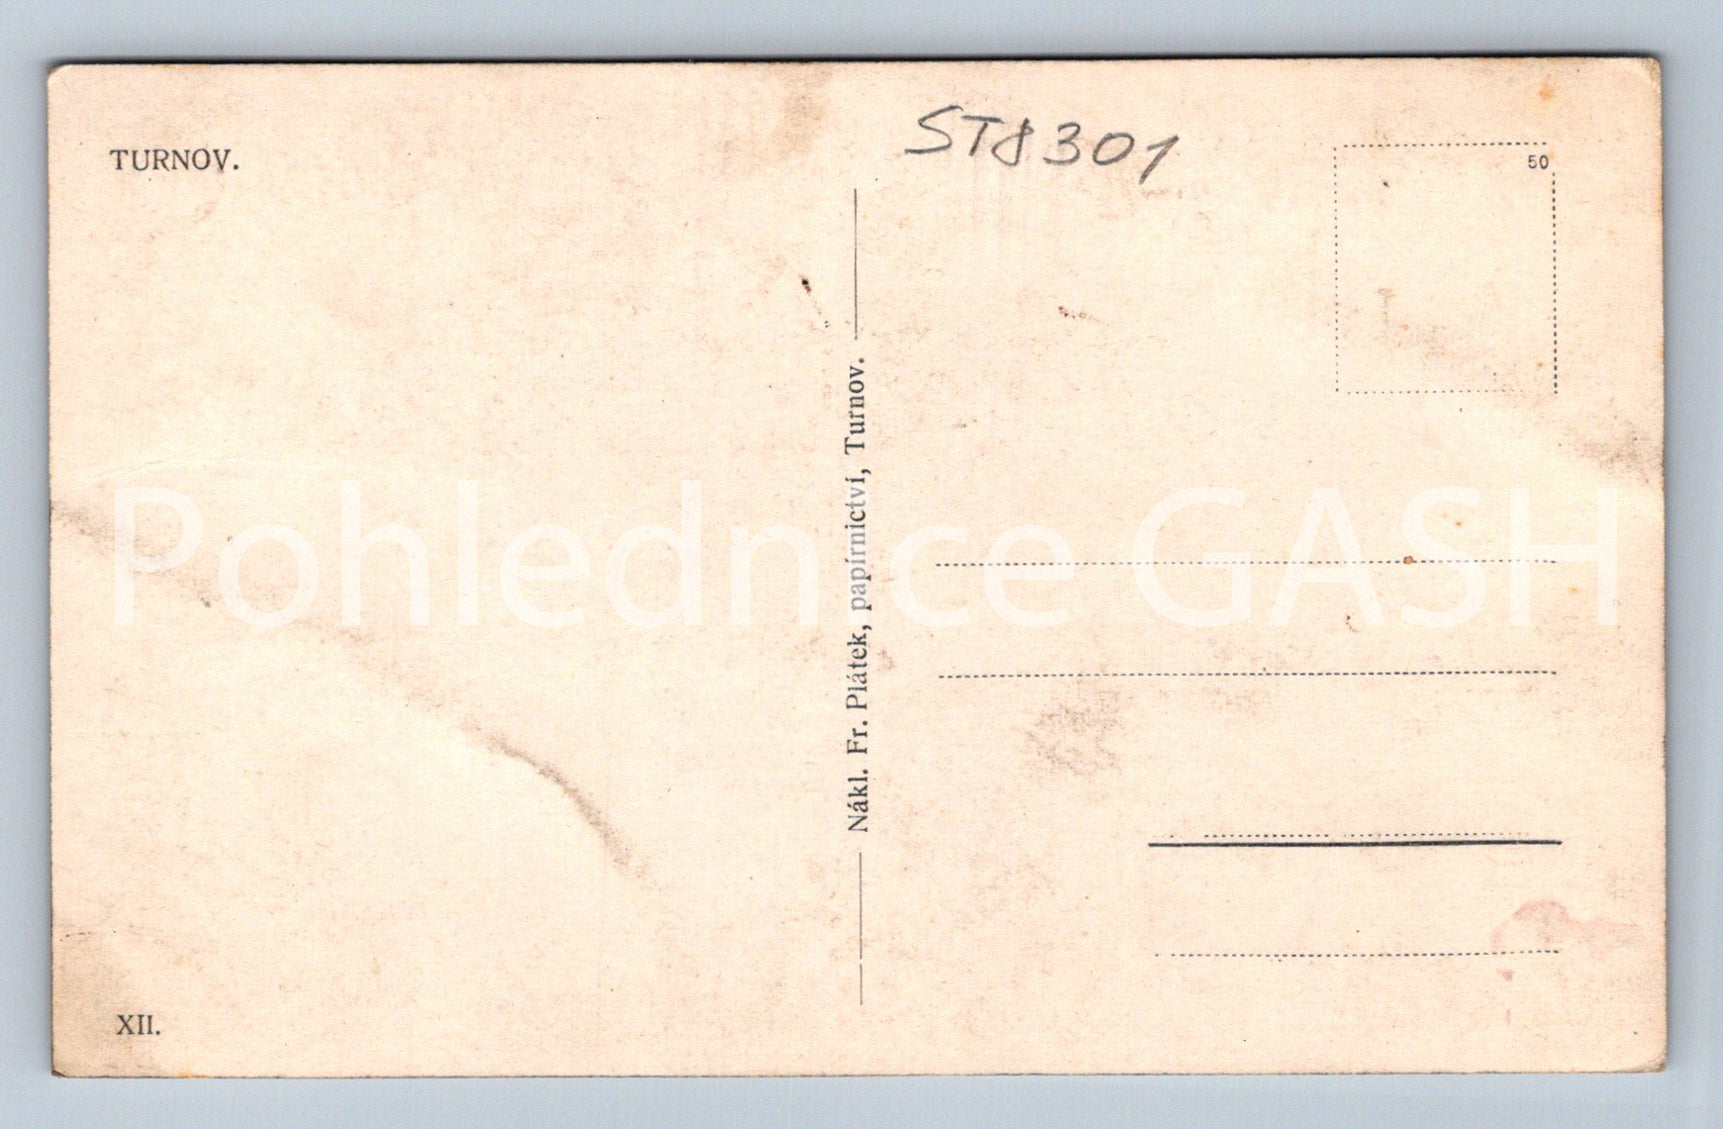 TURNOV.
ST8301
50
Nákl. Fr. Plátek, papírnictví, Turnov.
Pohlednice GASH
XII.